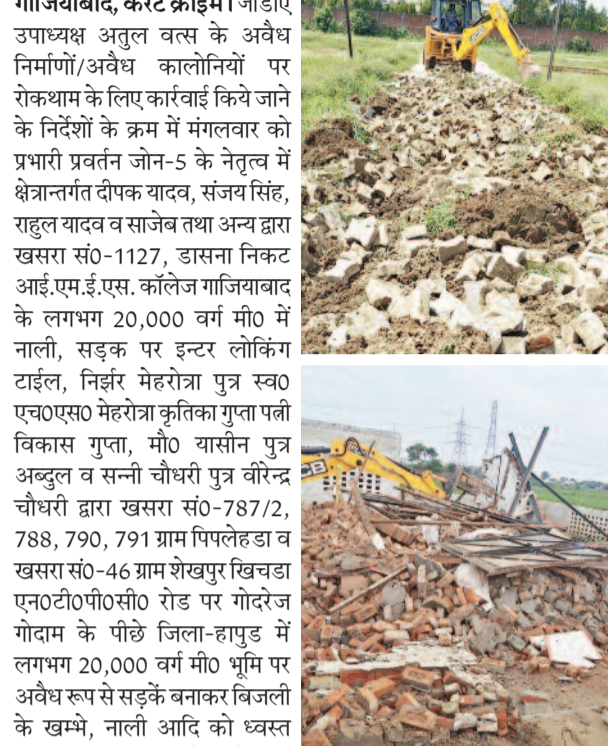 गाजियाबाद, करंट क्राइम। जीडीए
उपाध्यक्ष अतुल वत्स के अवैध
निर्माणों/अवैध कालोनियों पर
रोकथाम के लिए कार्रवाई किये जाने
के निर्देशों के क्रम में मंगलवार को
प्रभारी प्रवर्तन जोन-5 के नेतृत्व में
क्षेत्रान्तर्गत दीपक यादव, संजय सिंह,
राहुल यादव व साजेब तथा अन्य द्वारा
खसरा सं0-1127, डासना निकट
आई.एम.ई.एस. कॉलेज गाजियाबाद
के लगभग 20,000 वर्ग मी0 में
नाली, सड़क पर इन्टर लोकिंग
टाईल, निर्झर मेहरोत्रा पुत्र स्व0
एच0एस0 मेहरोत्रा कृतिका गुप्ता पत्नी
विकास गुप्ता, मौ0 यासीन पुत्र
अब्दुल व सन्नी चौधरी पुत्र वीरेन्द्र
चौधरी द्वारा खसरा सं0-787/2,
788, 790, 791 ग्राम पिपलेहडा व
खसरा सं0-46 ग्राम शेखपुर खिचडा
एन0टी0पी0सी0 रोड पर गोदरेज
गोदाम के पीछे जिला-हापुड में
लगभग 20,000 वर्ग मी0 भूमि पर
अवैध रूप से सड़कें बनाकर बिजली
के खम्भे, नाली आदि को ध्वस्त